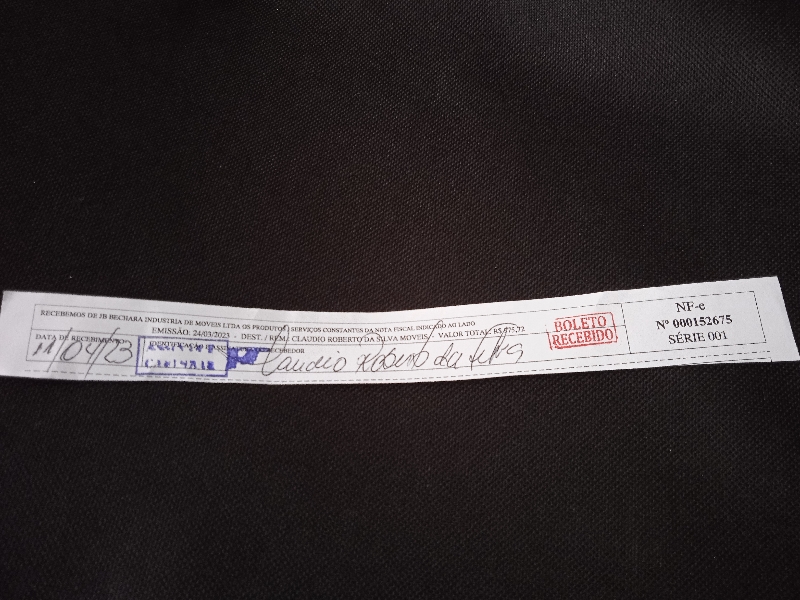 RECEBEMOS DE JB BECHARA INDUSTRIA DE MOVEIS LTDA OS PRODUTOS / SERVIÇOS CONSTANTES DA NOTA FISCAL INDICADO AO LADO
EMISSÃO: 24/03/2023 - DEST. / REM.: CLAUDIO ROBERTO DA SILVA MOVEIS - VALOR TOTAL: R$
DATA DE RECEBIMENTO
11/04/23
IDENTIFICAÇÃO E ASSINATURA DO RECEBEDOR
Claudio Roberto da Silva
BOLETO
RECEBIDO
NF-e
Nº 000152675
SÉRIE 001